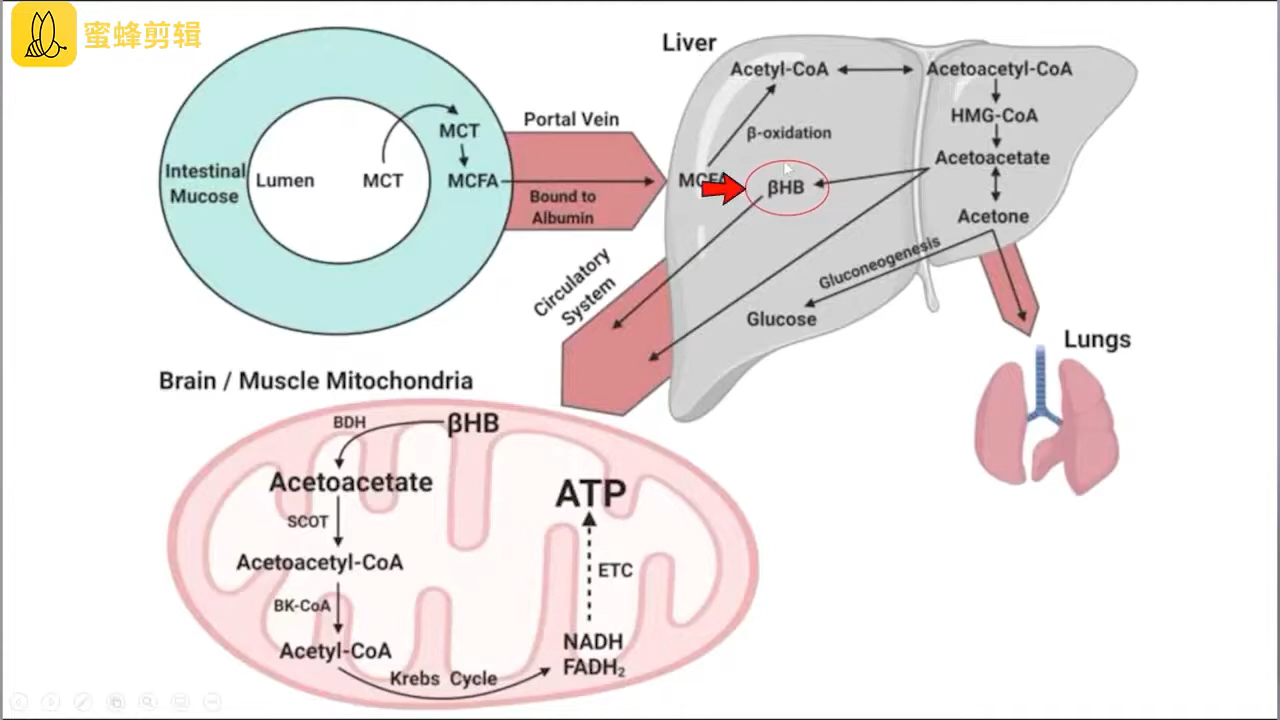 蜜蜂剪辑
Liver
Acetyl-CoA
Acetoacetyl-CoA
HMG-CoA
β-oxidation
Acetoacetate
MCFA
βHB
Acetone
Gluconeogenesis
Glucose
Portal Vein
Bound to
Albumin
MCT
MCFA
Intestinal
Mucose
Lumen
MCT
Circulatory
System
Lungs
Brain / Muscle Mitochondria
BDH
βHB
Acetoacetate
SCOT
Acetoacetyl-CoA
BK-CoA
Acetyl-CoA
Krebs Cycle
NADH
FADH₂
ETC
ATP